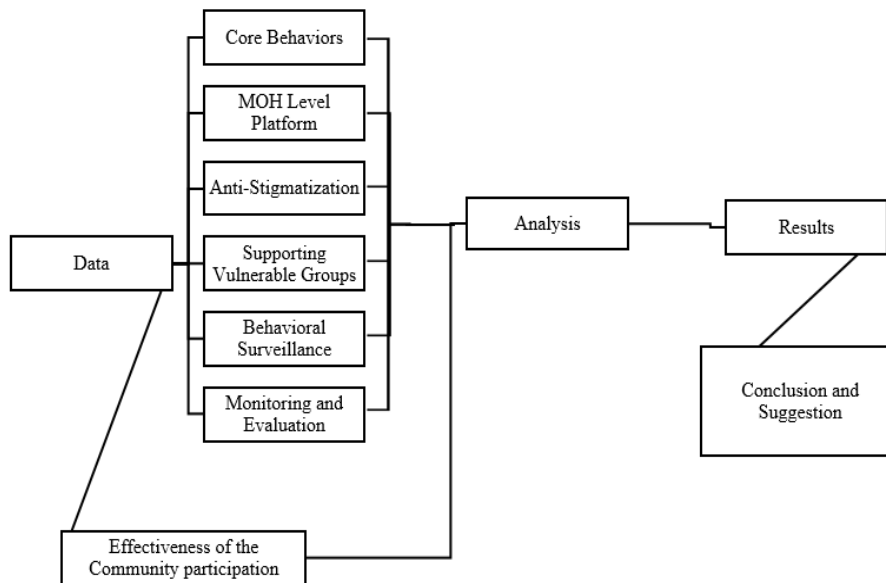 Core Behaviors
MOH Level
Platform
Anti-Stigmatization
Supporting
Vulnerable Groups
Behavioral
Surveillance
Monitoring and
Evaluation
Data
Effectiveness of the
Community participation
Analysis
Results
Conclusion and
Suggestion